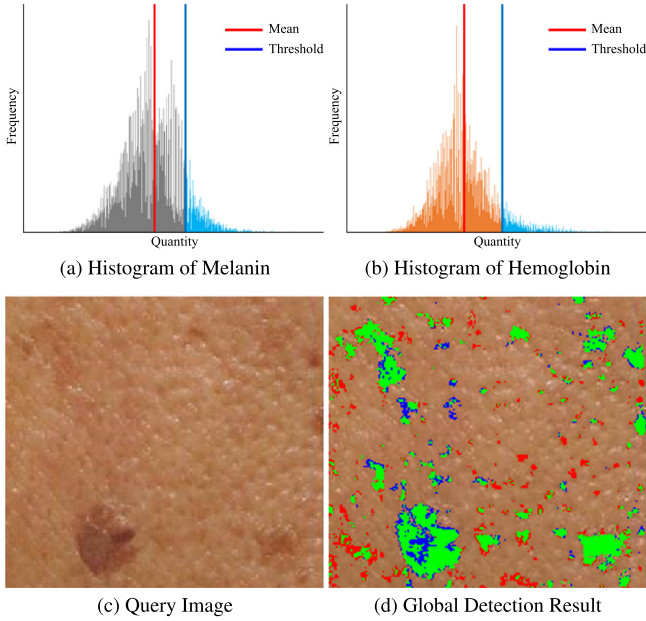 Mean
Threshold
Frequency
Quantity
(a) Histogram of Melanin
Mean
Threshold
Frequency
Quantity
(b) Histogram of Hemoglobin
(c) Query Image
(d) Global Detection Result